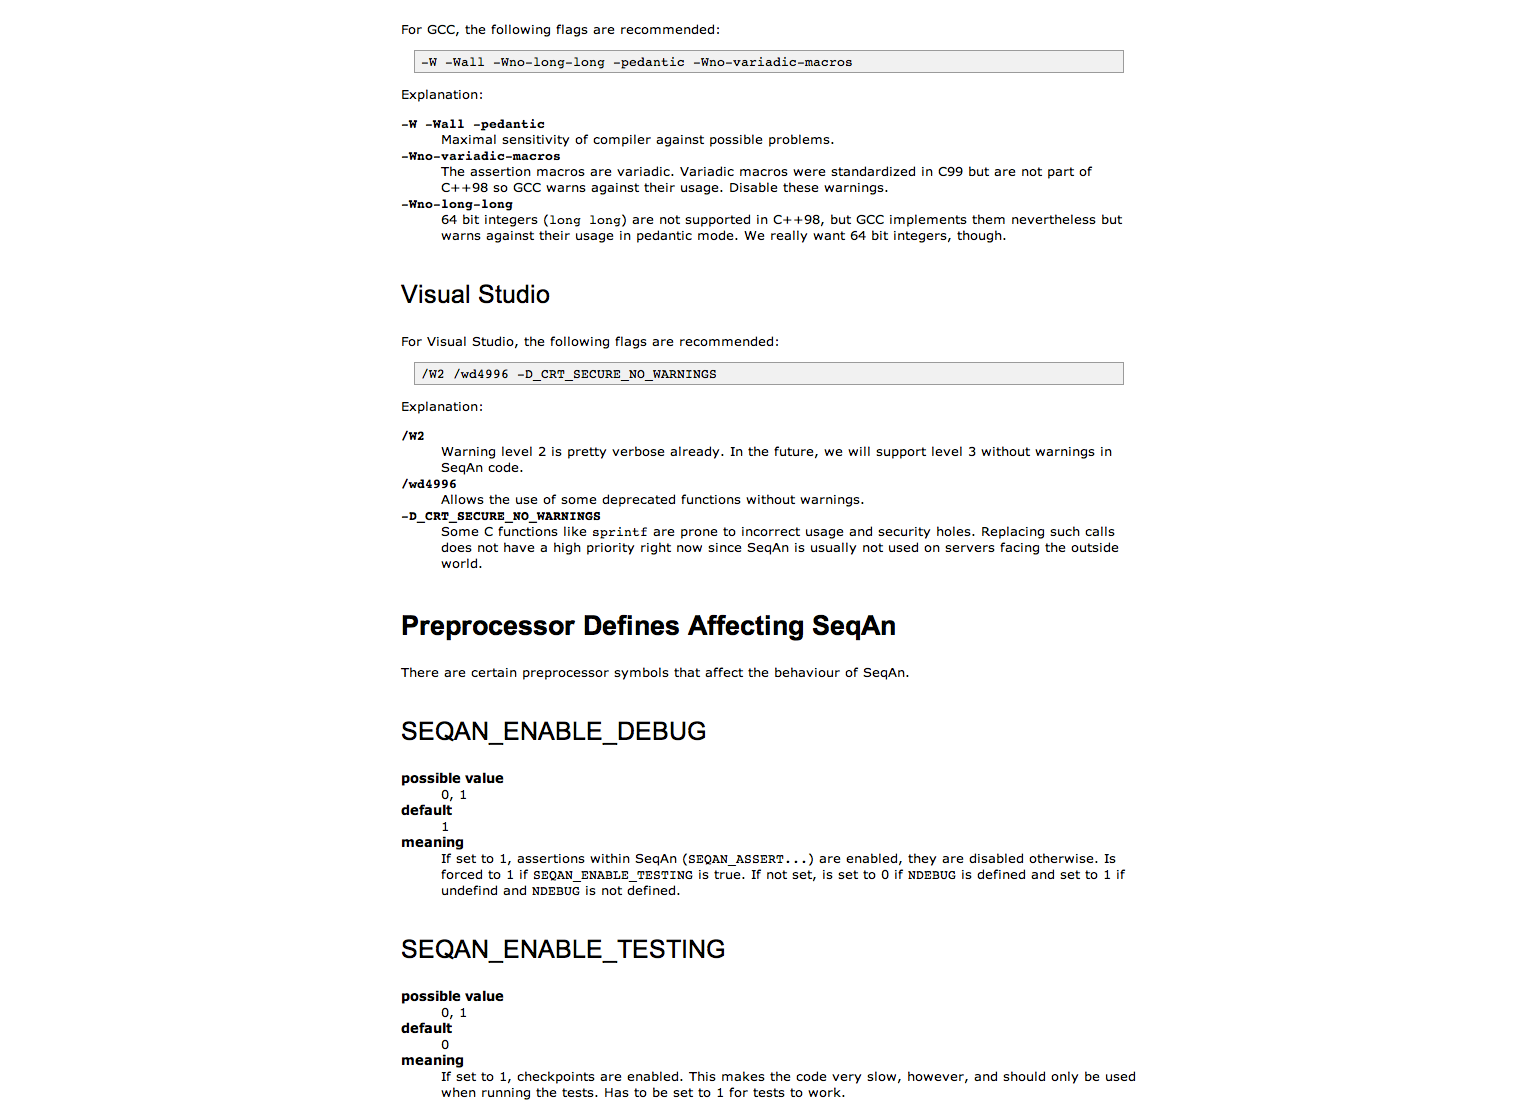 For GCC, the following flags are recommended:
-W -Wall -Wno-long-long -pedantic -Wno-variadic-macros
Explanation:
-W -Wall -pedantic
Maximal sensitivity of compiler against possible problems.
-Wno-variadic-macros
The assertion macros are variadic. Variadic macros were standardized in C99 but are not part of
C++98 so GCC warns against their usage. Disable these warnings.
-Wno-long-long
64 bit integers (long long) are not supported in C++98, but GCC implements them nevertheless but
warns against their usage in pedantic mode. We really want 64 bit integers, though.
Visual Studio
For Visual Studio, the following flags are recommended:
/W2 /wd4996 -D_CRT_SECURE_NO_WARNINGS
Explanation:
/W2
Warning level 2 is pretty verbose already. In the future, we will support level 3 without warnings in
SeqAn code.
/wd4996
Allows the use of some deprecated functions without warnings.
-D_CRT_SECURE_NO_WARNINGS
Some C functions like sprintf are prone to incorrect usage and security holes. Replacing such calls
does not have a high priority right now since SeqAn is usually not used on servers facing the outside
world.
Preprocessor Defines Affecting SeqAn
There are certain preprocessor symbols that affect the behaviour of SeqAn.
SEQAN_ENABLE_DEBUG
possible value
0, 1
default
1
meaning
If set to 1, assertions within SeqAn (SEQAN_ASSERT...) are enabled, they are disabled otherwise. Is
forced to 1 if SEQAN_ENABLE_TESTING is true. If not set, is set to 0 if NDEBUG is defined and set to 1 if
undefind and NDEBUG is not defined.
SEQAN_ENABLE_TESTING
possible value
0, 1
default
0
meaning
If set to 1, checkpoints are enabled. This makes the code very slow, however, and should only be used
when running the tests. Has to be set to 1 for tests to work.